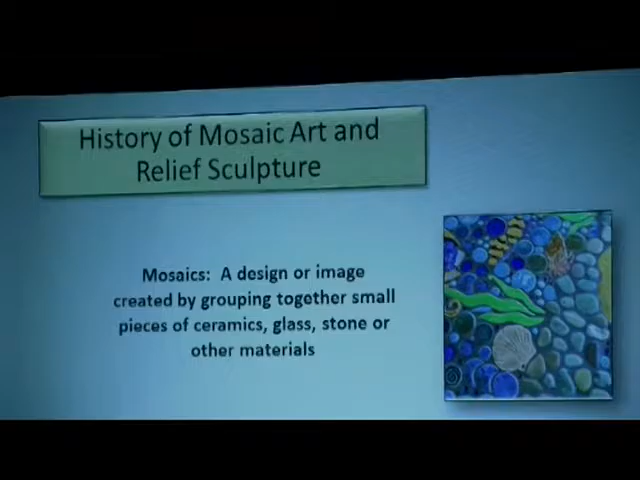 History of Mosaic Art and
Relief Sculpture
Mosaics: A design or image
created by grouping together small
pieces of ceramics, glass, stone or
other materials